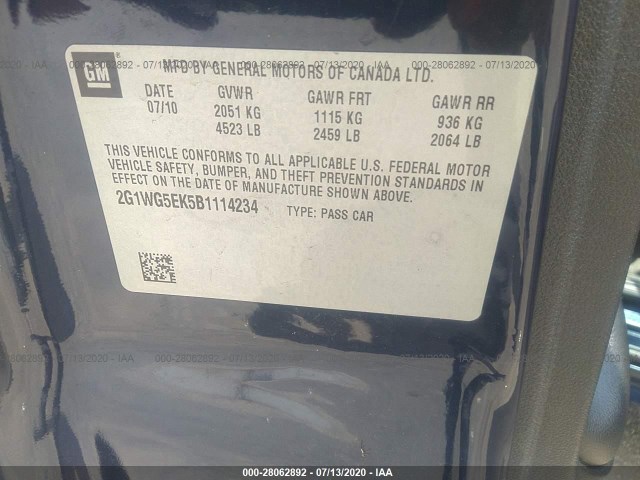 GM
MFD BY GENERAL MOTORS OF CANADA LTD.
DATE GVWR GAWR FRT GAWR RR
07/10 2051 KG 1115 KG 936 KG
4523 LB 2459 LB 2064 LB
THIS VEHICLE CONFORMS TO ALL APPLICABLE U.S. FEDERAL MOTOR
VEHICLE SAFETY, BUMPER, AND THEFT PREVENTION STANDARDS IN
EFFECT ON THE DATE OF MANUFACTURE SHOWN ABOVE.
2G1WG5EK5B1114234 TYPE: PASS CAR
000-28062892 - 07/13/2020 - IAA